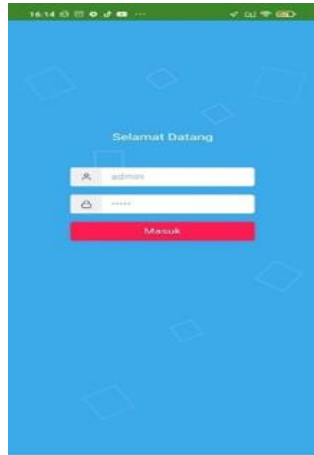 16.14
Selamat Datang
admin
•••••
Masuk